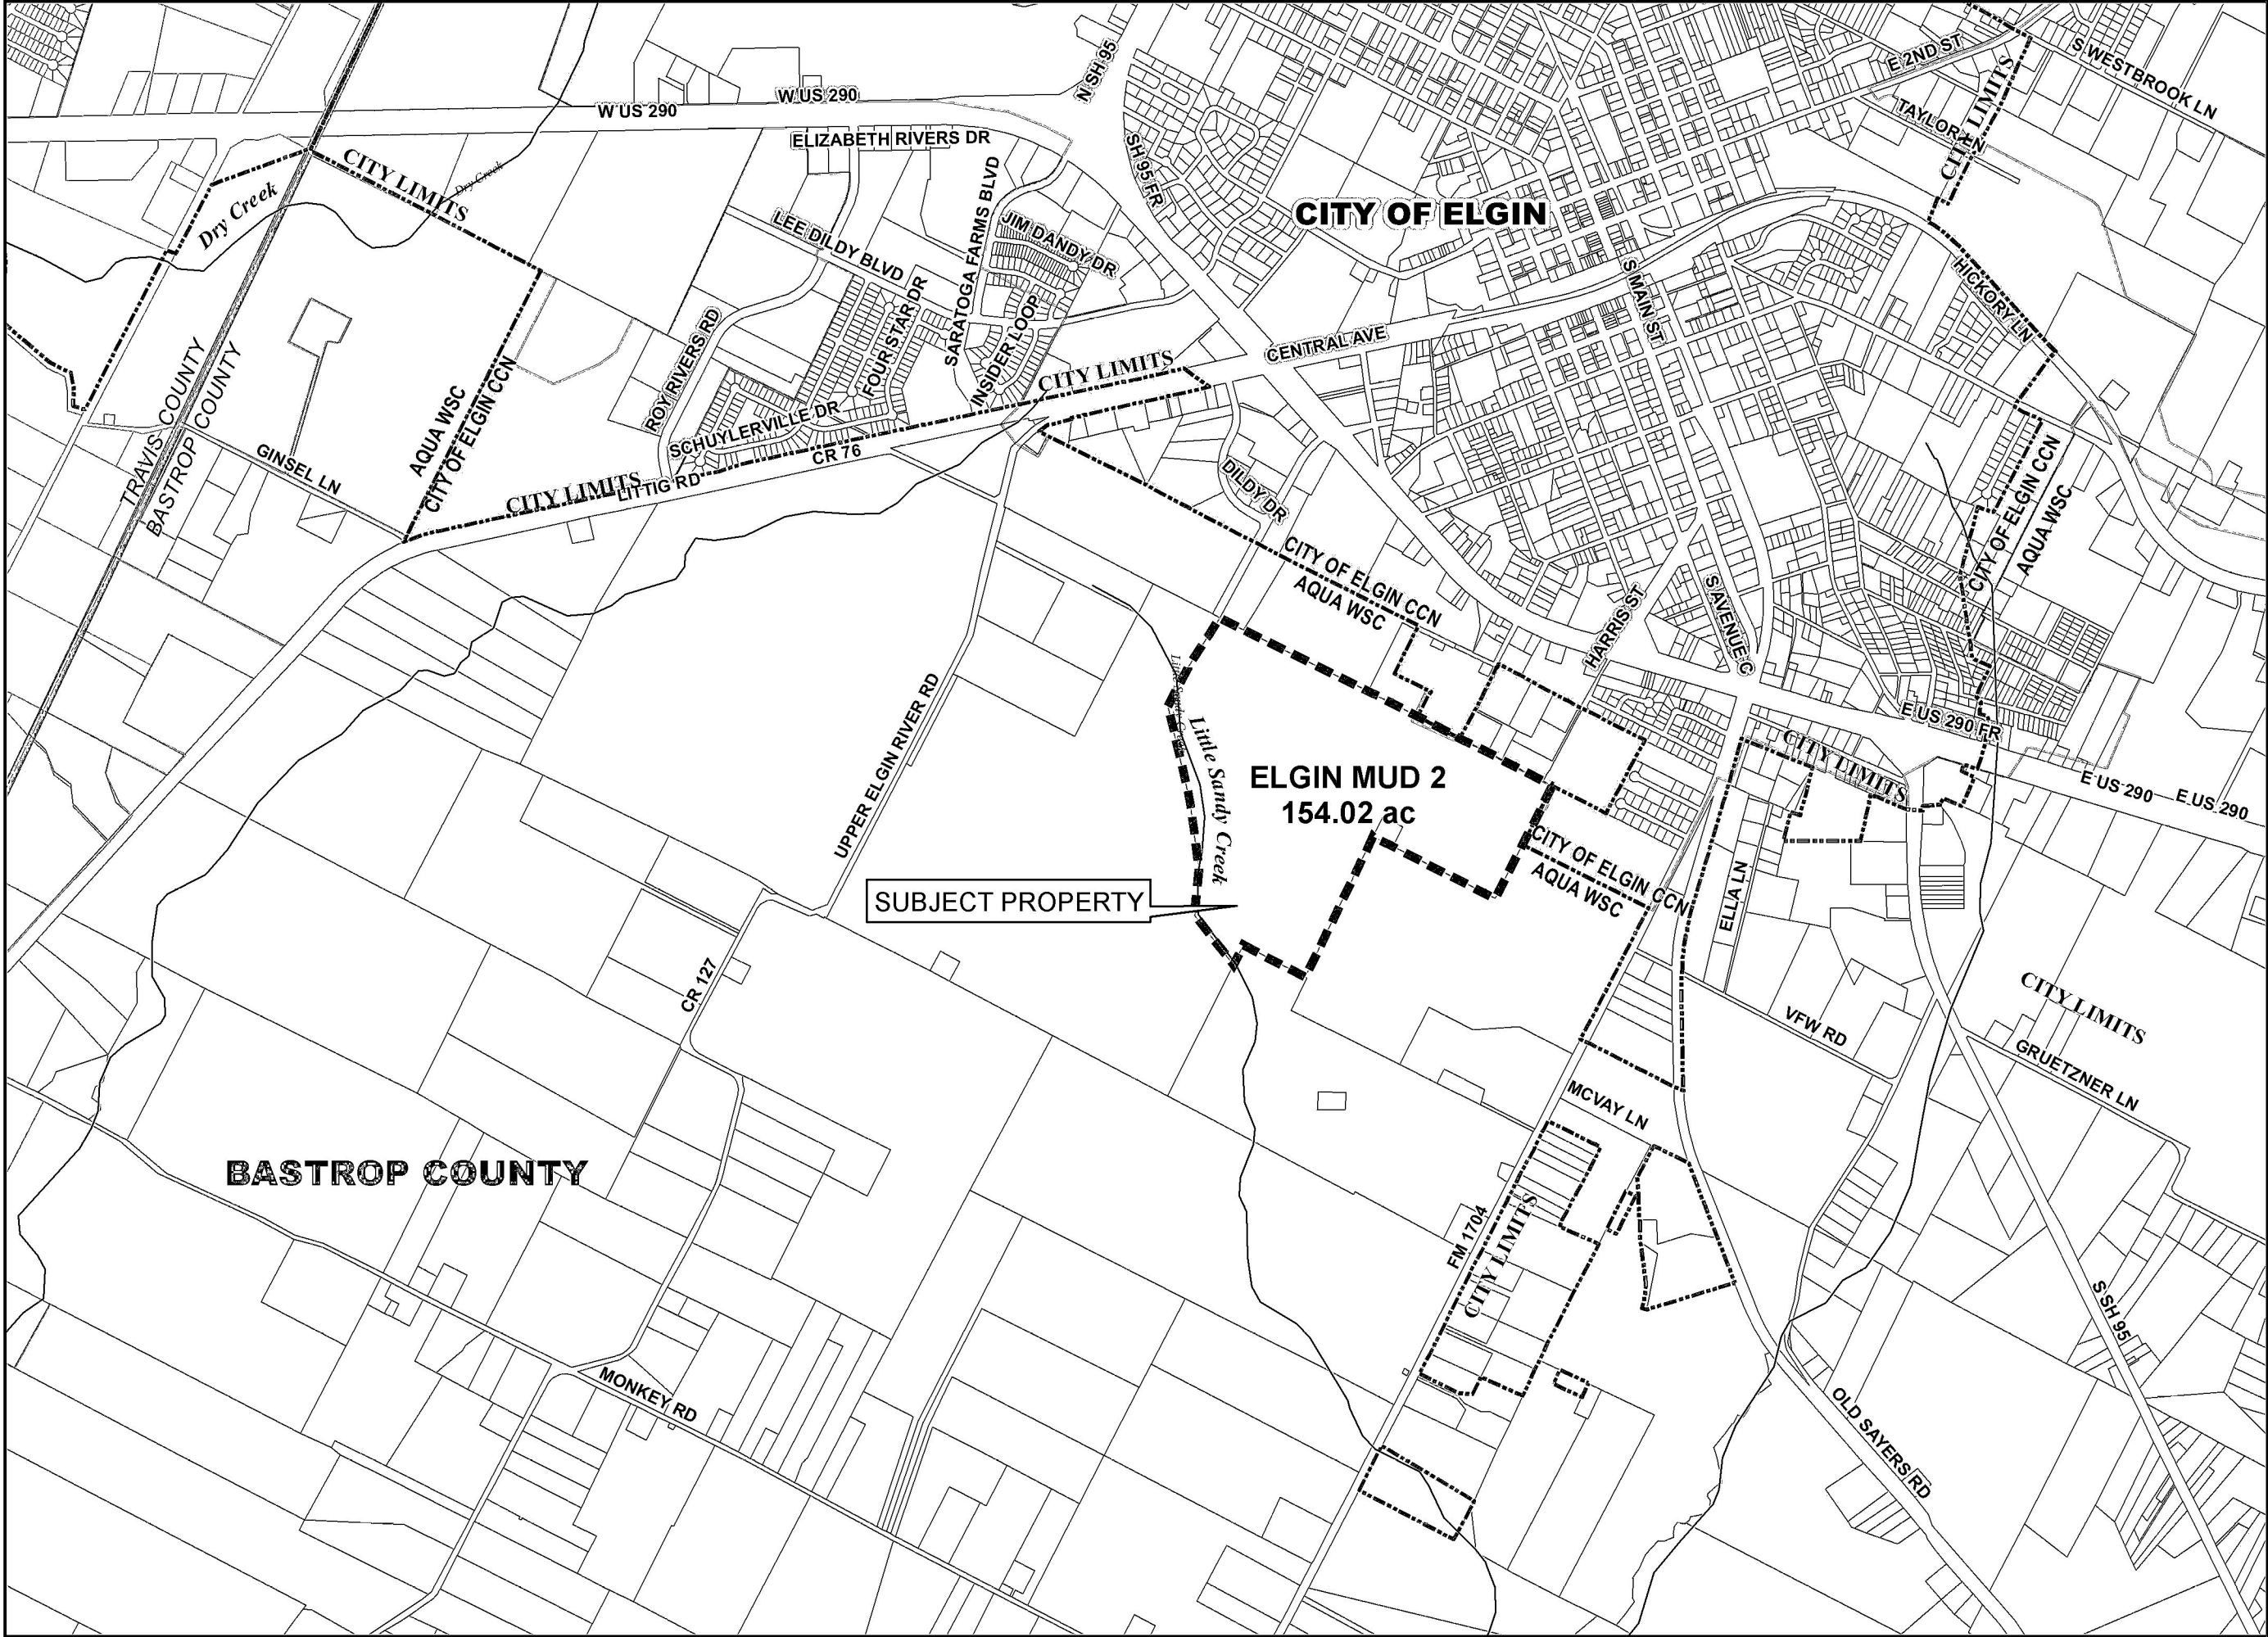 N SH 95
E 2ND ST
S WESTBROOK LN
CITY LIMITS
TAYLOR LN
W US 290
W US 290
ELIZABETH RIVERS DR
SH 95 FR
CITY LIMITS
Dry Creek
Dry Creek
CITY OF ELGIN
LEE DILDY BLVD
SARATOGA FARMS BLVD
JIM DANDY DR
S MAIN ST
HICKORY LN
ROY RIVERS RD
FOUR STAR DR
INSIDER LOOP
CENTRAL AVE
CITY LIMITS
TRAVIS COUNTY
BASTROP COUNTY
AQUA WSC
CITY OF ELGIN CCN
SCHUYLERVILLE DR
CR 76
GINSEL LN
CITY LIMITS
LITTIG RD
DILDY DR
CITY OF ELGIN CCN
AQUA WSC
CITY OF ELGIN CCN
AQUA WSC
HARRIS ST
S AVENUE C
UPPER ELGIN RIVER RD
Little Sandy Creek
Little Sandy Creek
E US 290 FR
CITY LIMITS
E US 290
E US 290
ELGIN MUD 2
154.02 ac
CITY OF ELGIN CCN
AQUA WSC
ELLA LN
SUBJECT PROPERTY
CR 127
VFW RD
CITY LIMITS
GRUETZNER LN
MCVAY LN
BASTROP COUNTY
FM 1704
CITY LIMITS
S SH 95
MONKEY RD
OLD SAYERS RD